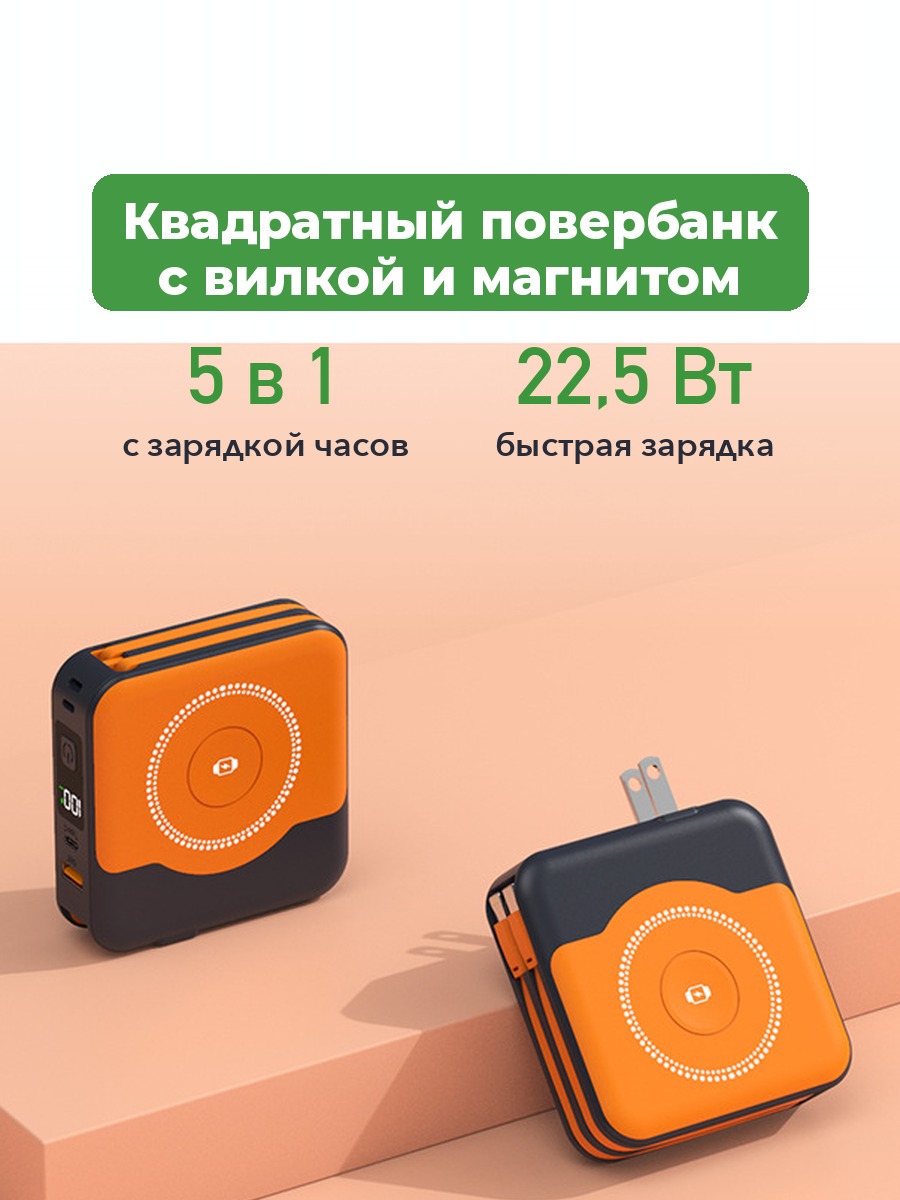 Квадратный повербанк
с вилкой и магнитом
5 в 1
22,5 Вт
с зарядкой часов
быстрая зарядка